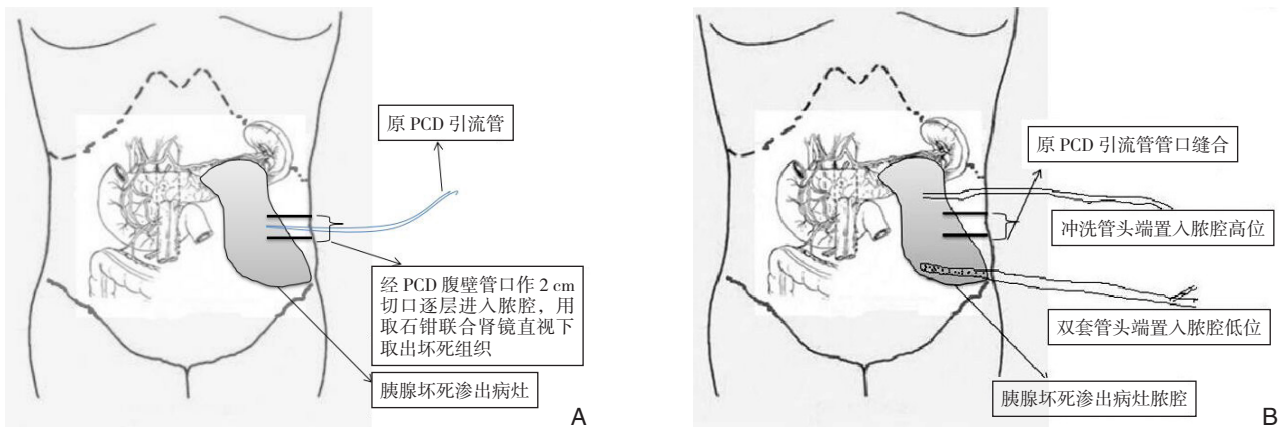 原 PCD 引流管
经 PCD 腹壁管口作 2 cm
切口逐层进入脓腔，用
取石钳联合肾镜直视下
取出坏死组织
胰腺坏死渗出病灶
A
原 PCD 引流管管口缝合
冲洗管头端置入脓腔高位
双套管头端置入脓腔低位
胰腺坏死渗出病灶脓腔
B